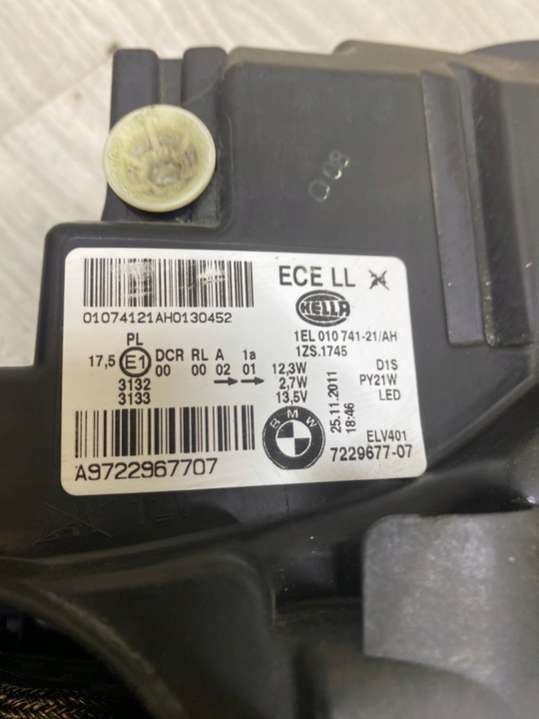 08 O
ECE LL
01074121AH0130452
HELLA
1EL 010 741-21/AH
1ZS.1745
PL
17,5 E1 DCR RL A 1a
00 00 02 01
3132
3133
12,3W D1S
2,7W PY21W
13,5V LED
25.11.2011
18:46
BMW
ELV401
7229677-07
A9722967707